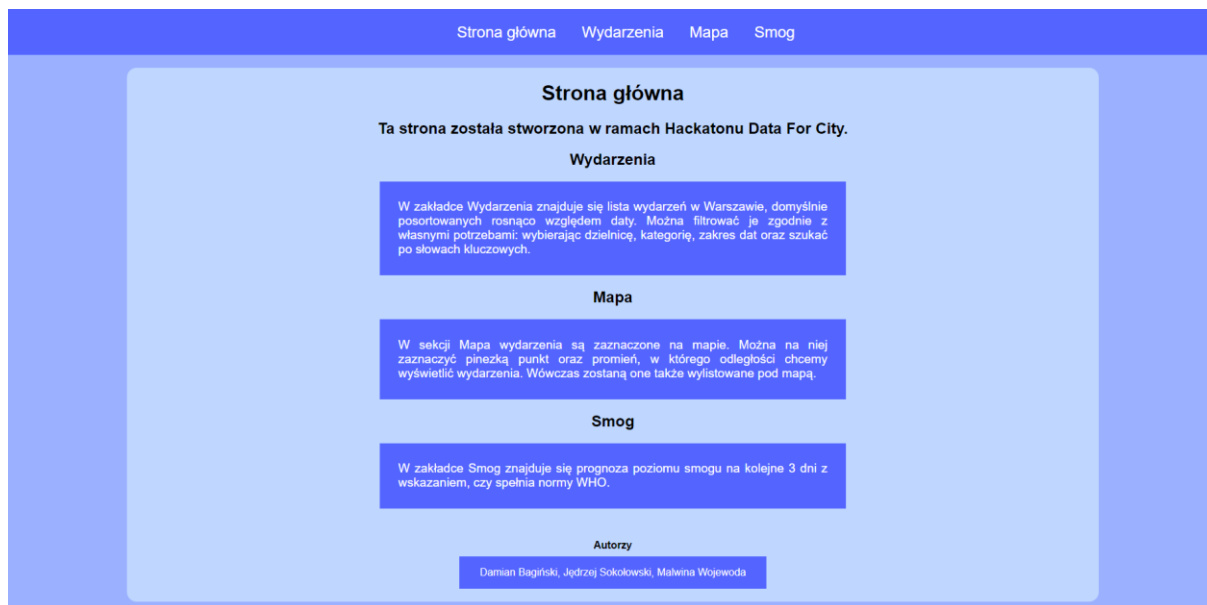 Strona główna Wydarzenia Mapa Smog
Strona główna
Ta strona została stworzona w ramach Hackatonu Data For City.
Wydarzenia
W zakładce Wydarzenia znajduje się lista wydarzeń w Warszawie, domyślnie
posortowanych rosnąco względem daty. Można filtrować je zgodnie z
własnymi potrzebami: wybierając dzielnicę, kategorię, zakres dat oraz szukać
po słowach kluczowych.
Mapa
W sekcji Mapa wydarzenia są zaznaczone na mapie. Można na niej
zaznaczyć pinezką punkt oraz promień, w którego odległości chcemy
wyświetlić wydarzenia. Wówczas zostaną one także wylistowane pod mapą.
Smog
W zakładce Smog znajduje się prognoza poziomu smogu na kolejne 3 dni z
wskazaniem, czy spełnia normy WHO.
Autorzy
Damian Bagiński, Jędrzej Sokołowski, Malwina Wojewoda